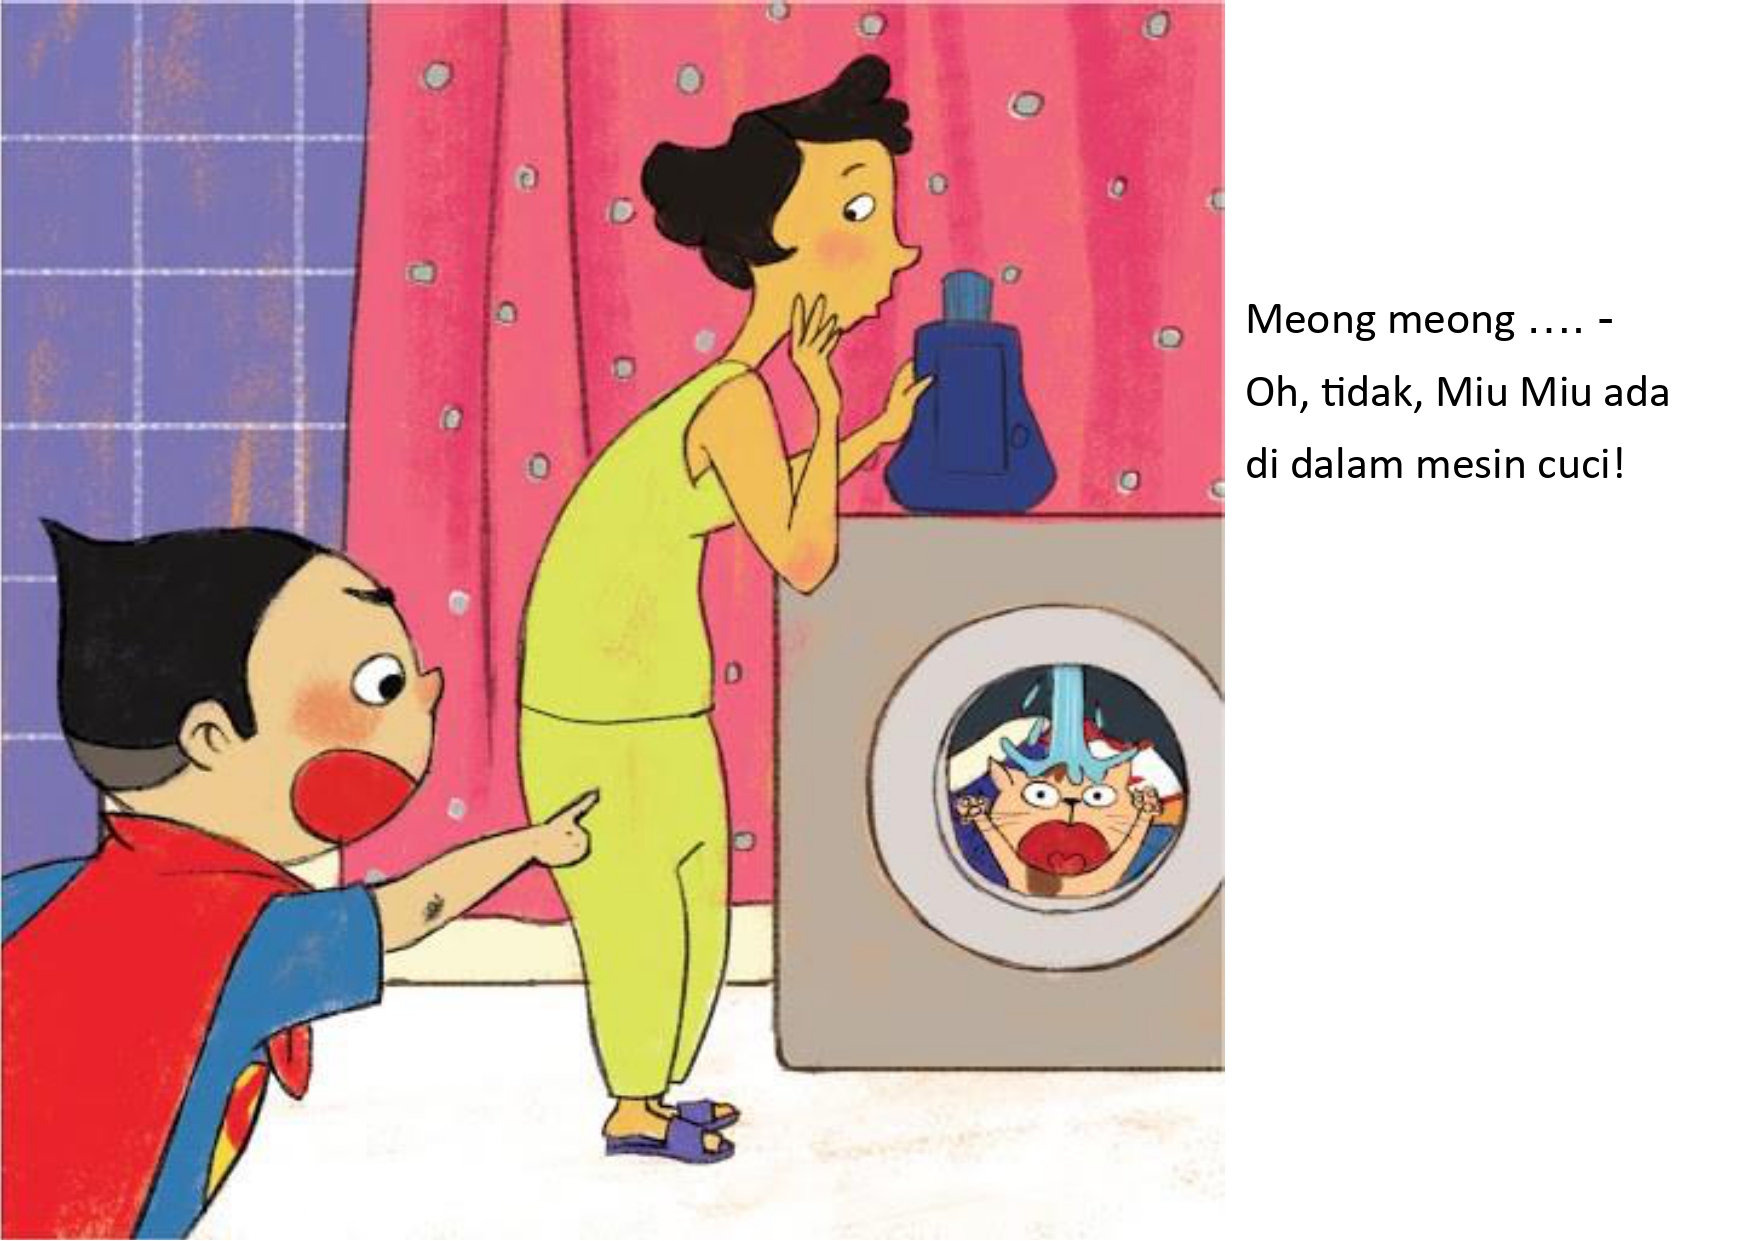 Meong meong .... -
Oh, tidak, Miu Miu ada
di dalam mesin cuci!